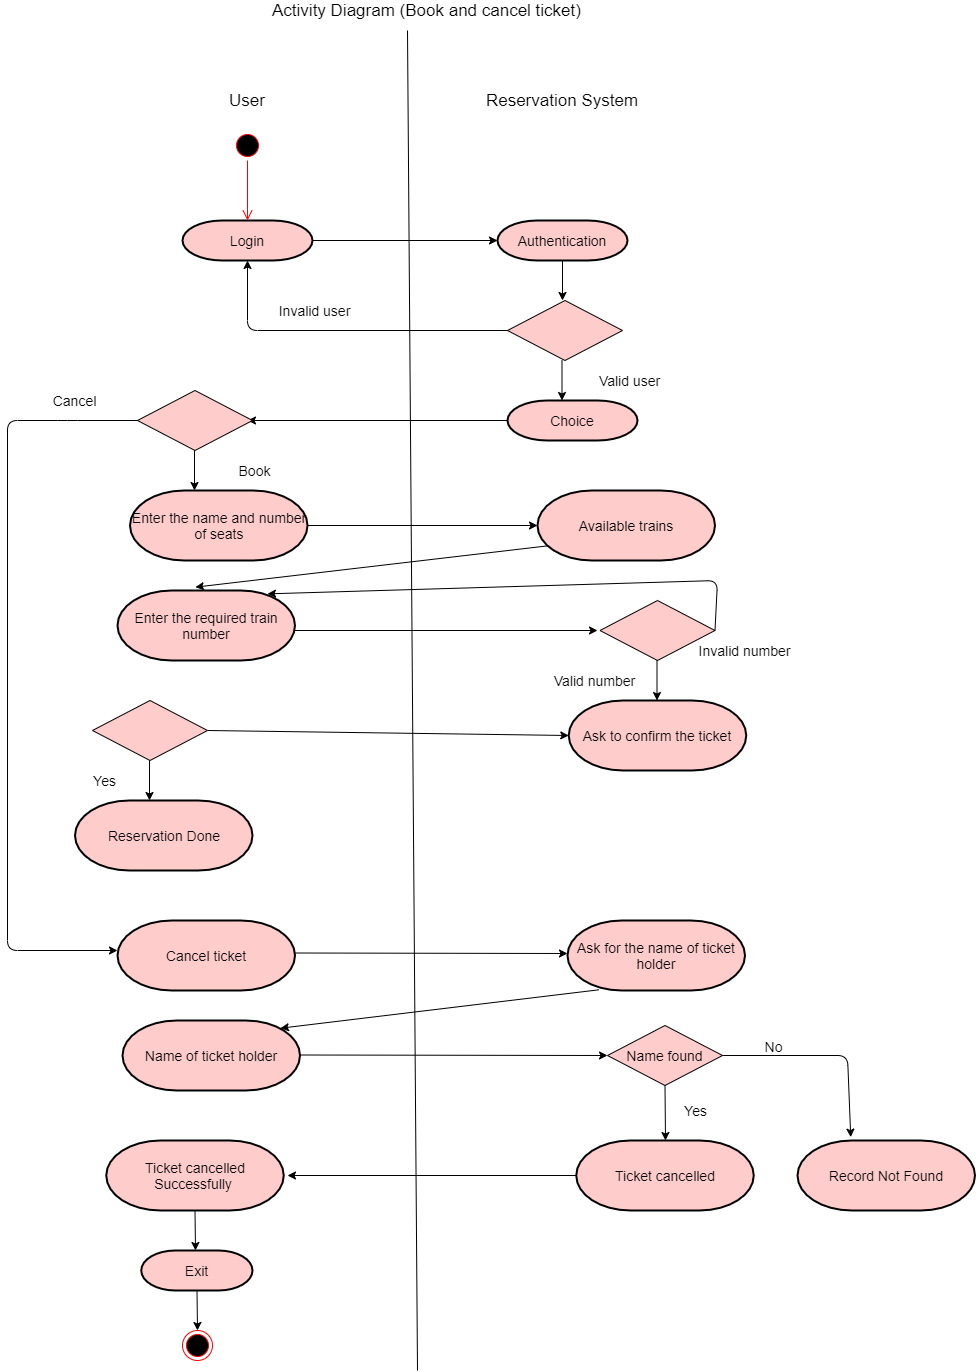 Activity Diagram (Book and cancel ticket)
User
Reservation System
Login
Authentication
Invalid user
Valid user
Cancel
Choice
Book
Enter the name and number
of seats
Available trains
Enter the required train
number
Invalid number
Valid number
Ask to confirm the ticket
Yes
Reservation Done
Cancel ticket
Ask for the name of ticket
holder
Name of ticket holder
Name found
No
Yes
Ticket cancelled
Successfully
Ticket cancelled
Record Not Found
Exit